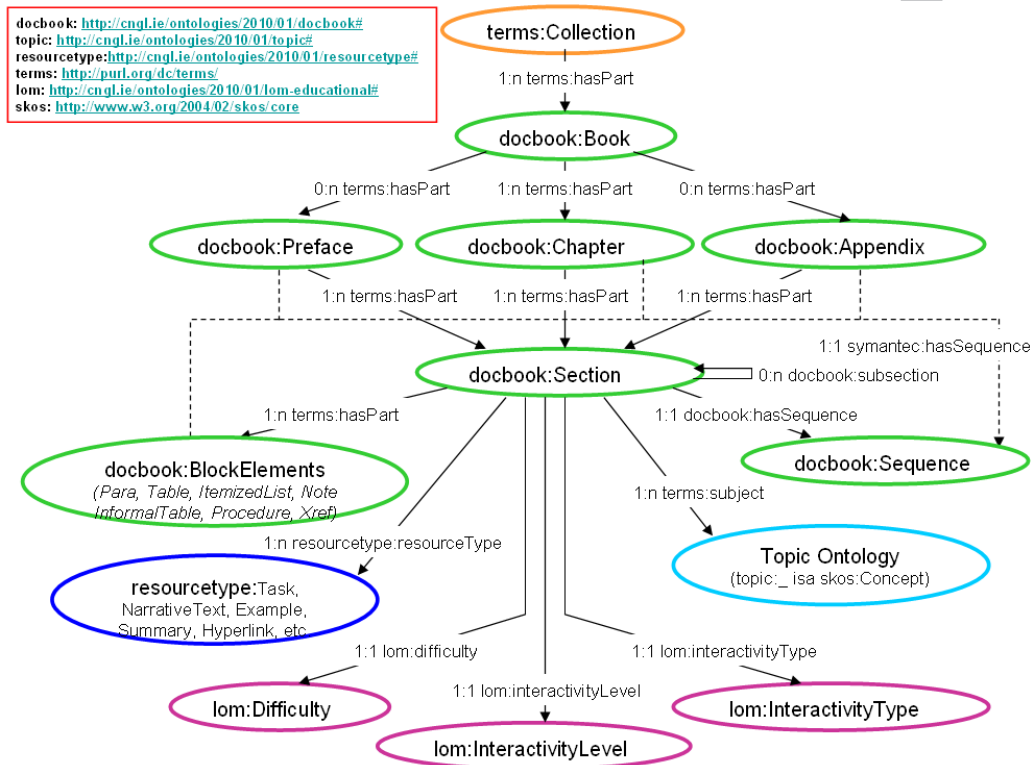 docbook: http://cngl.ie/ontologies/2010/01/docbook#
topic: http://cngl.ie/ontologies/2010/01/topic#
resourcetype:http://cngl.ie/ontologies/2010/01/resourcetype#
terms: http://purl.org/dc/terms/
lom: http://cngl.ie/ontologies/2010/01/lom-educational#
skos: http://www.w3.org/2004/02/skos/core
terms:Collection
1:n terms:hasPart
docbook:Book
0:n terms:hasPart
1:n terms:hasPart
0:n terms:hasPart
docbook:Preface
docbook:Chapter
docbook:Appendix
1:n terms:hasPart
1:n terms:hasPart
1:n terms:hasPart
1:1 symantec:hasSequence
docbook:Section
0:n docbook:subsection
1:n terms:hasPart
1:1 docbook:hasSequence
docbook:BlockElements
(Para, Table, ItemizedList, Note
InformalTable, Procedure, Xref)
docbook:Sequence
1:n terms:subject
1:n resourcetype:resourceType
Topic Ontology
(topic:_ isa skos:Concept)
resourcetype:Task,
NarrativeText, Example,
Summary, Hyperlink, etc
1:1 lom:difficulty
1:1 lom:interactivityType
1:1 lom:interactivityLevel
lom:Difficulty
lom:InteractivityType
lom:InteractivityLevel